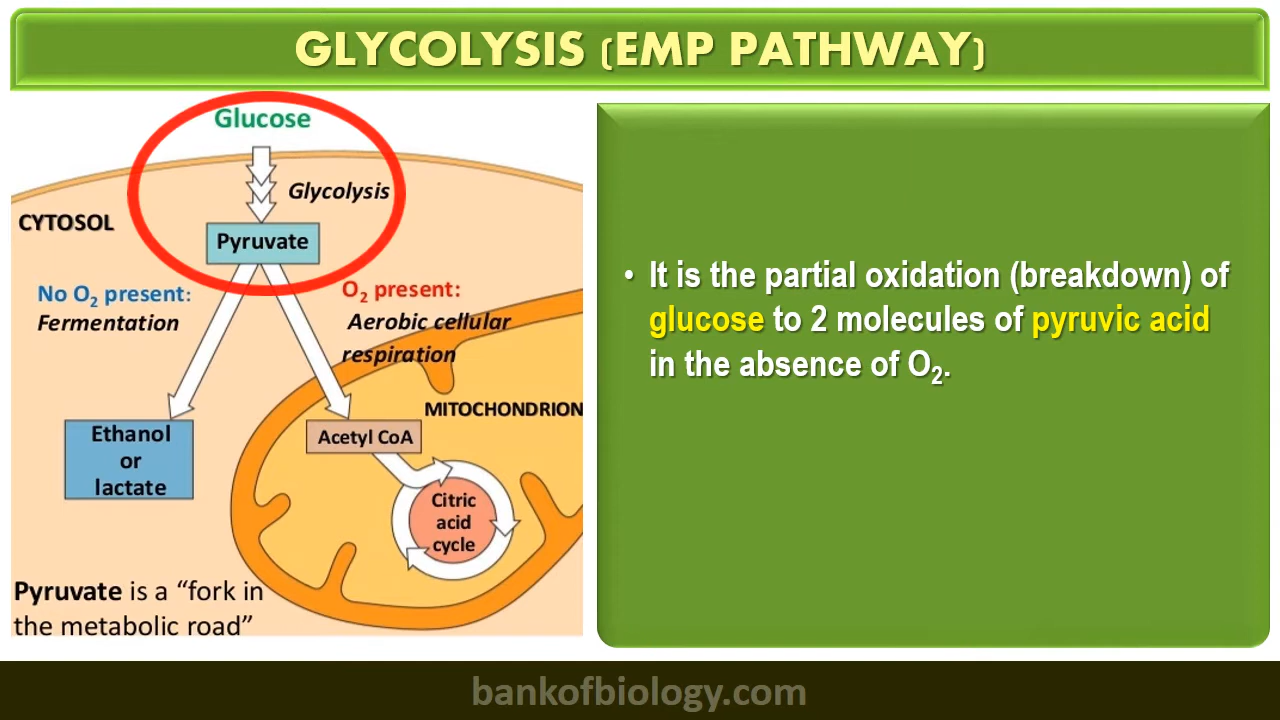 GLYCOLYSIS (EMP PATHWAY)
Glucose
Glycolysis
CYTOSOL
Pyruvate
No O₂ present:
Fermentation
O₂ present:
Aerobic cellular
respiration
MITOCHONDRION
Ethanol
or
lactate
Acetyl CoA
Citric
acid
cycle
Pyruvate is a “fork in
the metabolic road”
• It is the partial oxidation (breakdown) of
glucose to 2 molecules of pyruvic acid
in the absence of O₂.
bankofbiology.com